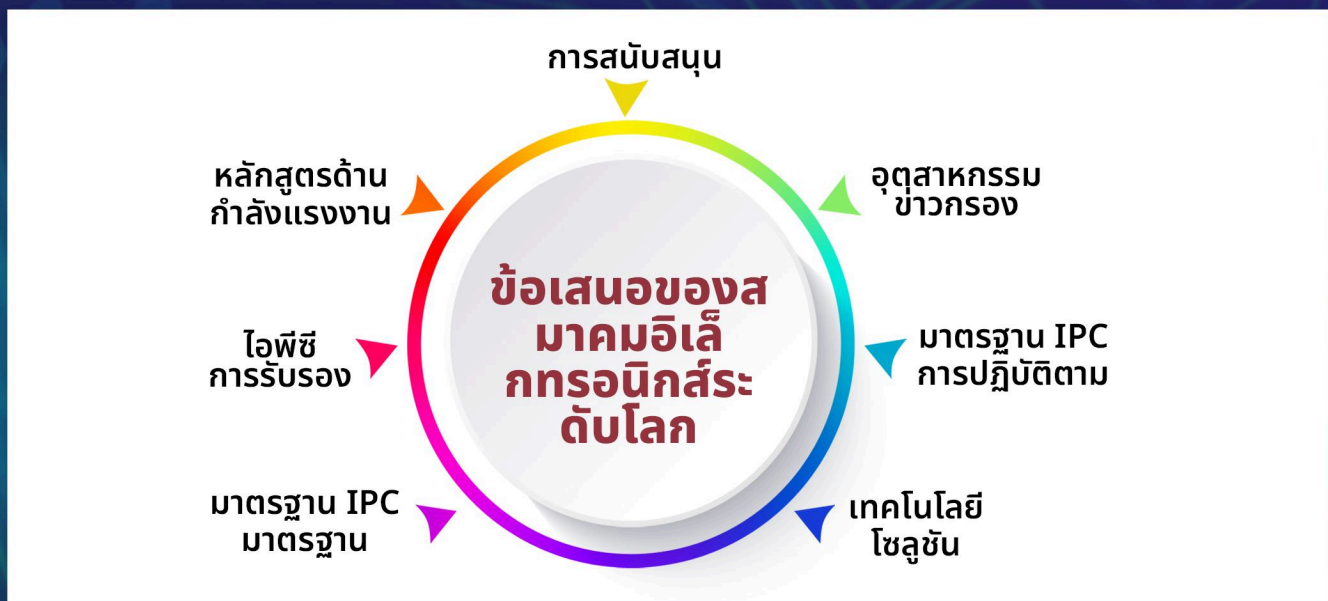 การสนับสนุน
หลักสูตรด้าน
กำลังแรงงาน
อุตสาหกรรม
ข่าวกรอง
ข้อเสนอของส
มาคมอิเล็
กทรอนิกส์ระ
ดับโลก
ไอพีซี
การรับรอง
มาตรฐาน IPC
การปฏิบัติตาม
มาตรฐาน IPC
มาตรฐาน
เทคโนโลยี
โซลูชัน